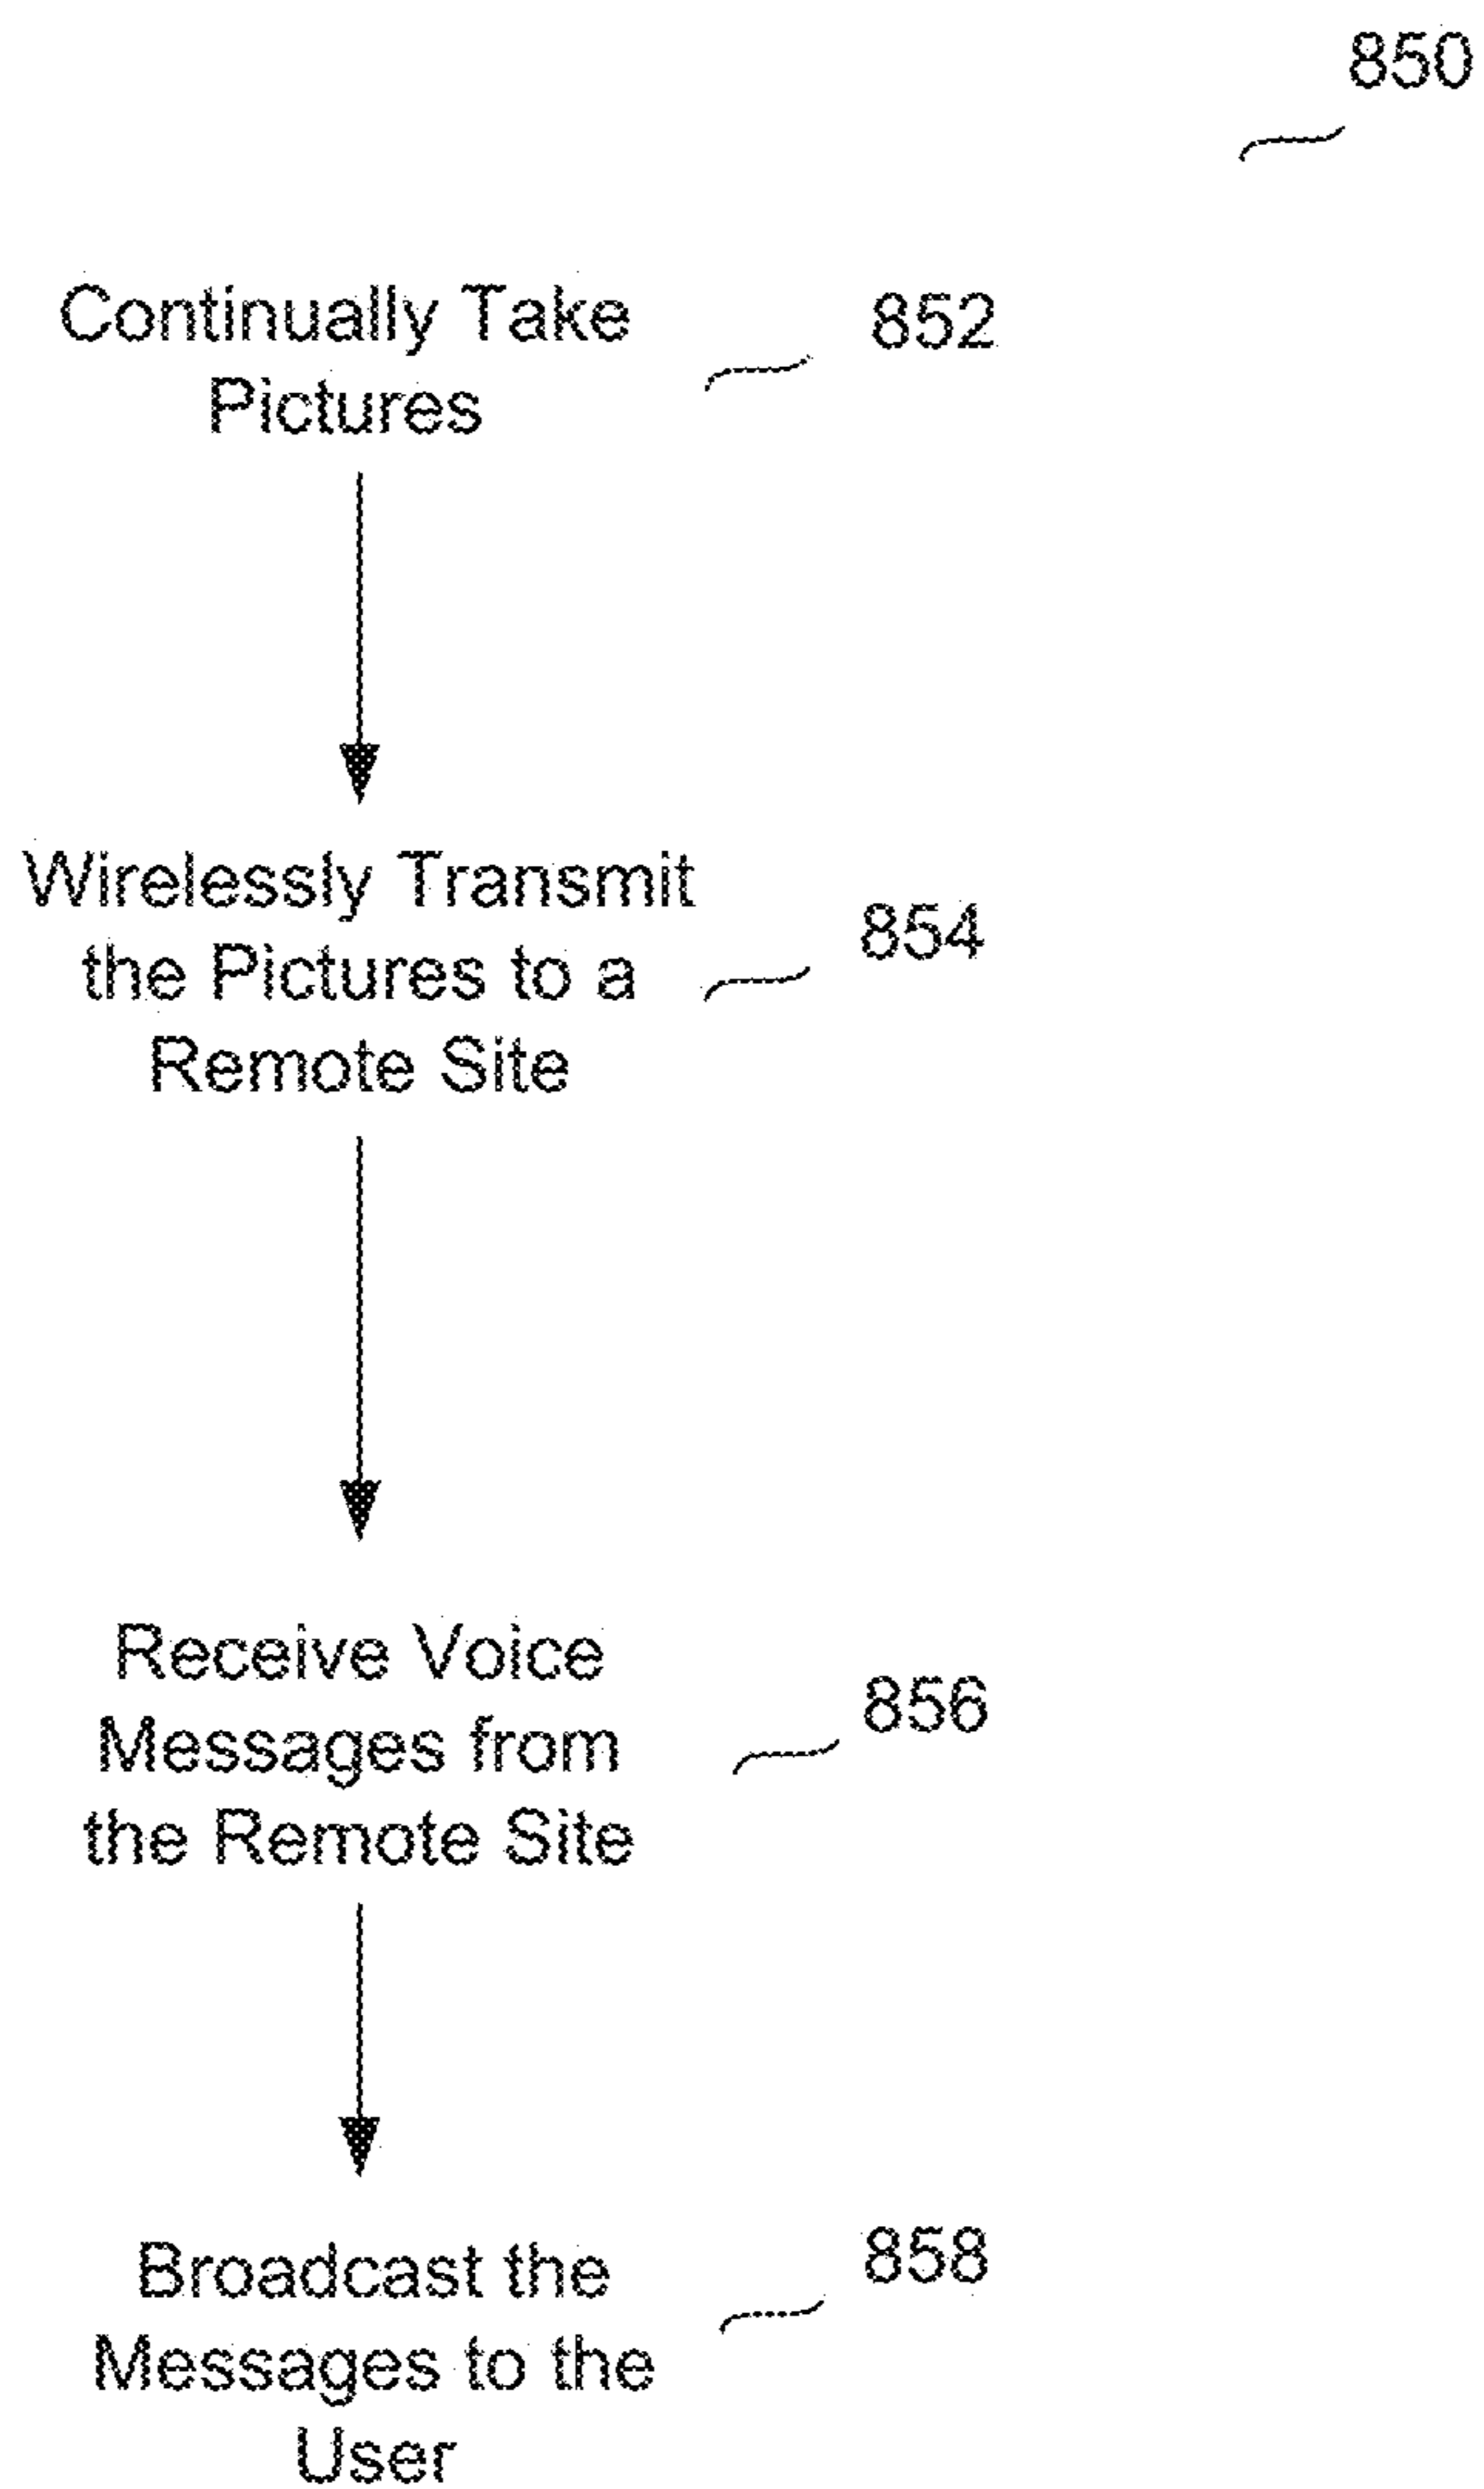 850
Continually Take
Pictures
852
Wirelessly Transmit
the Pictures to a
Remote Site
854
Receive Voice
Messages from
the Remote Site
856
Broadcast the
Messages to the
User
858